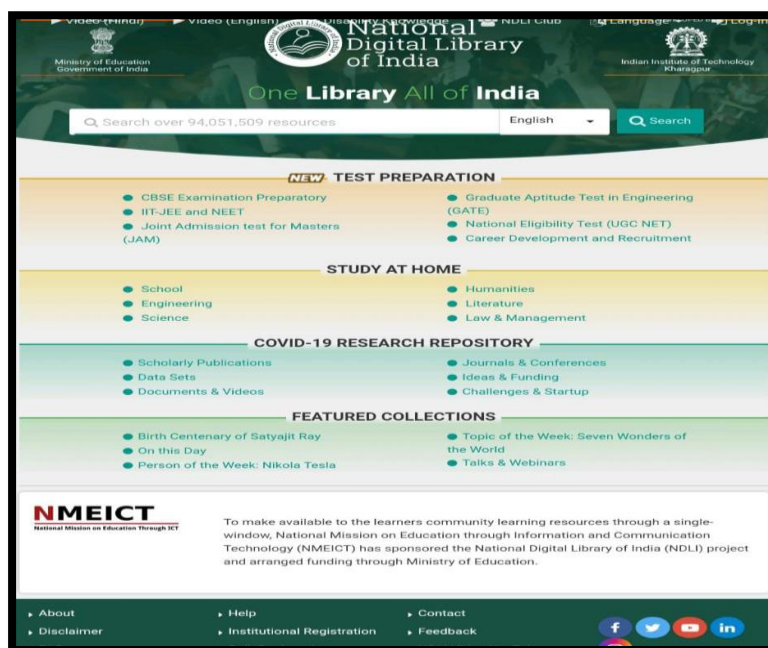 Video (Hindi) Video (English) Disability Knowledge NDLI Club Language Log-in
National
Digital Library
of India
Ministry of Education
Government of India
Indian Institute of Technology
Kharagpur
One Library All of India
Search over 94,051,509 resources English Search
NEW TEST PREPARATION
CBSE Examination Preparatory
IIT-JEE and NEET
Joint Admission test for Masters
(JAM)
Graduate Aptitude Test in Engineering
(GATE)
National Eligibility Test (UGC NET)
Career Development and Recruitment
STUDY AT HOME
School
Engineering
Science
Humanities
Literature
Law & Management
COVID-19 RESEARCH REPOSITORY
Scholarly Publications
Data Sets
Documents & Videos
Journals & Conferences
Ideas & Funding
Challenges & Startup
FEATURED COLLECTIONS
Birth Centenary of Satyajit Ray
On this Day
Person of the Week: Nikola Tesla
Topic of the Week: Seven Wonders of
the World
Talks & Webinars
NMEICT
National Mission on Education Through ICT
To make available to the learners community learning resources through a single-
window, National Mission on Education through Information and Communication
Technology (NMEICT) has sponsored the National Digital Library of India (NDLI) project
and arranged funding through Ministry of Education.
About
Disclaimer
Help
Institutional Registration
Contact
Feedback